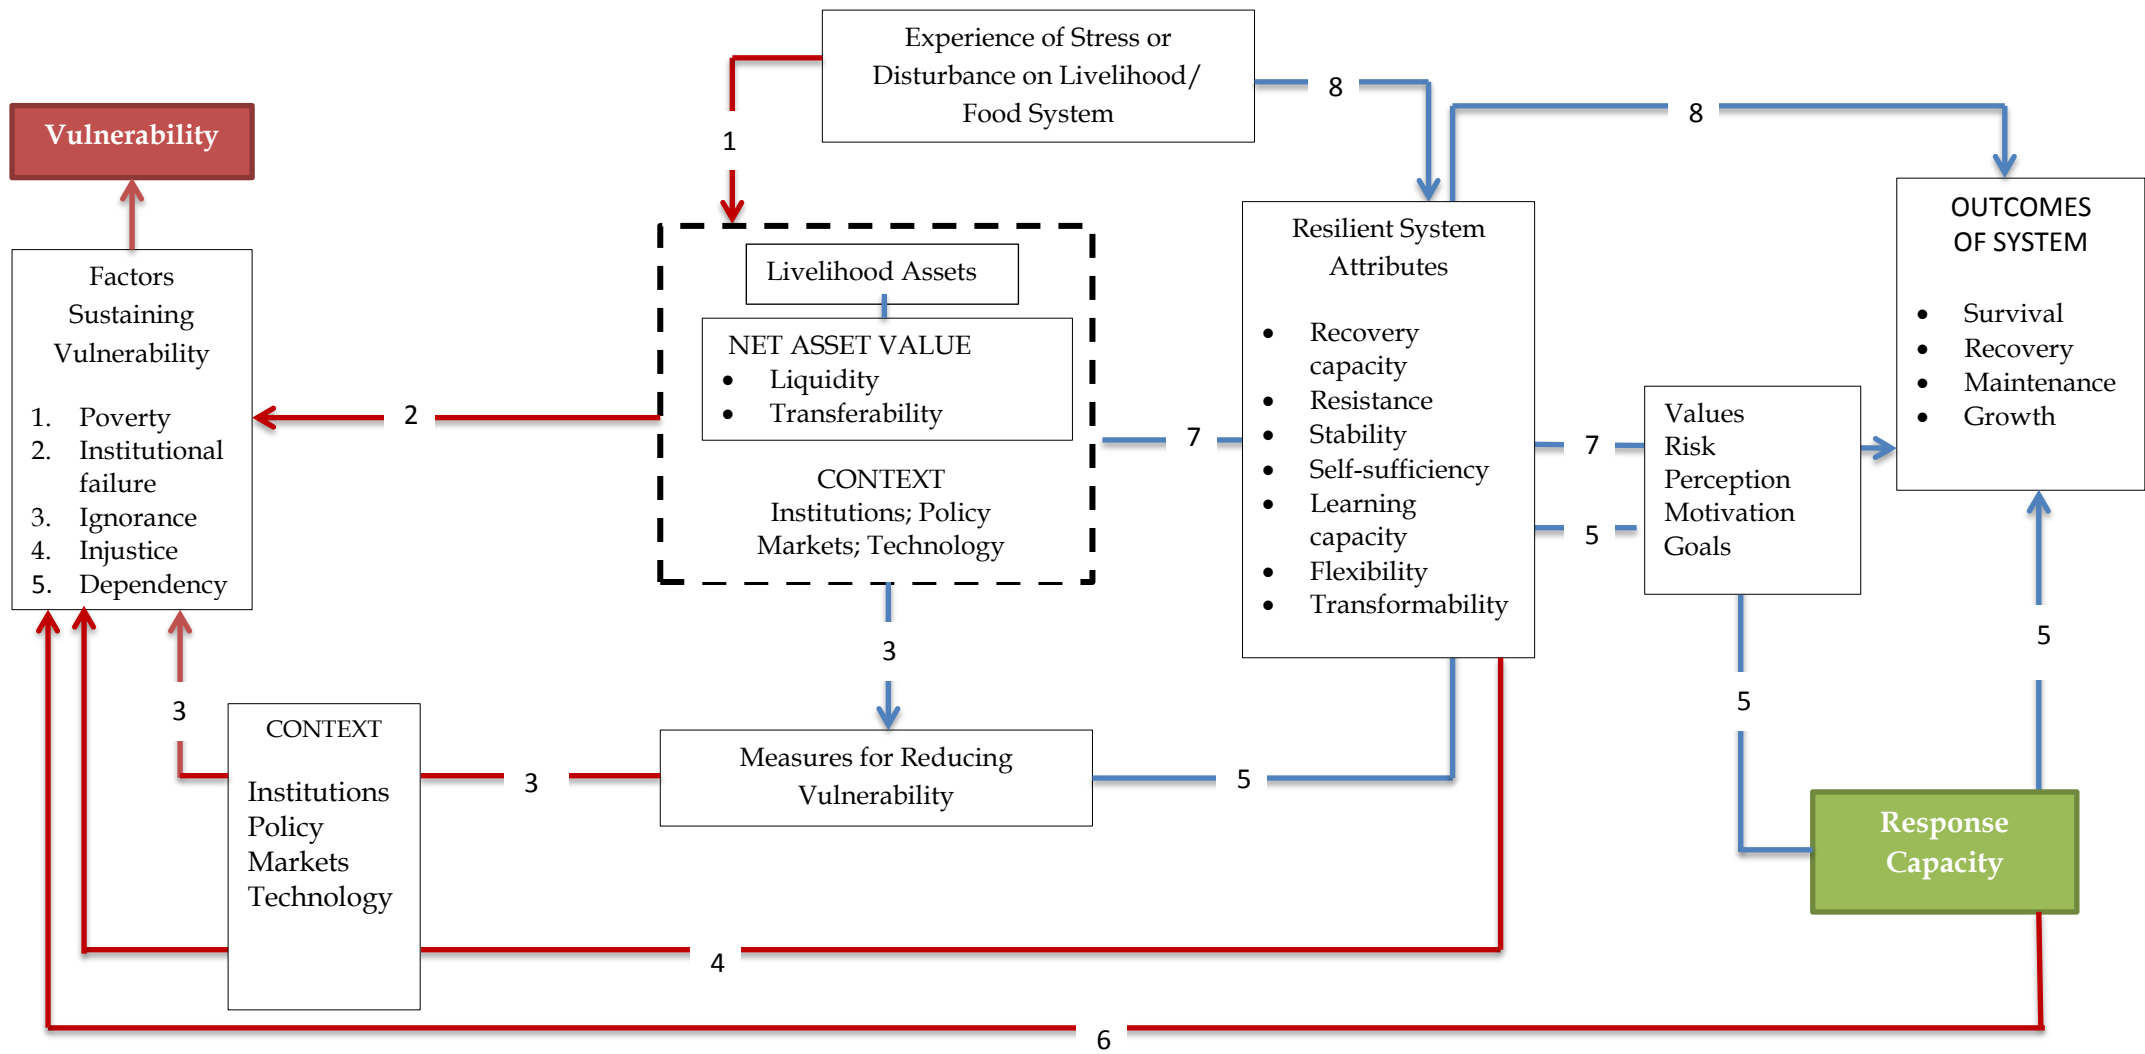 Experience of Stress or
Disturbance on Livelihood/
Food System
8
8
1
Vulnerability
Factors
Sustaining
Vulnerability
1. Poverty
2. Institutional
failure
3. Ignorance
4. Injustice
5. Dependency
2
Livelihood Assets
NET ASSET VALUE
• Liquidity
• Transferability
CONTEXT
Institutions; Policy
Markets; Technology
7
Resilient System
Attributes
• Recovery
capacity
• Resistance
• Stability
• Self-sufficiency
• Learning
capacity
• Flexibility
• Transformability
7
5
Values
Risk
Perception
Motivation
Goals
OUTCOMES
OF SYSTEM
• Survival
• Recovery
• Maintenance
• Growth
3
5
5
3
CONTEXT
Institutions
Policy
Markets
Technology
3
Measures for Reducing
Vulnerability
5
Response
Capacity
4
6